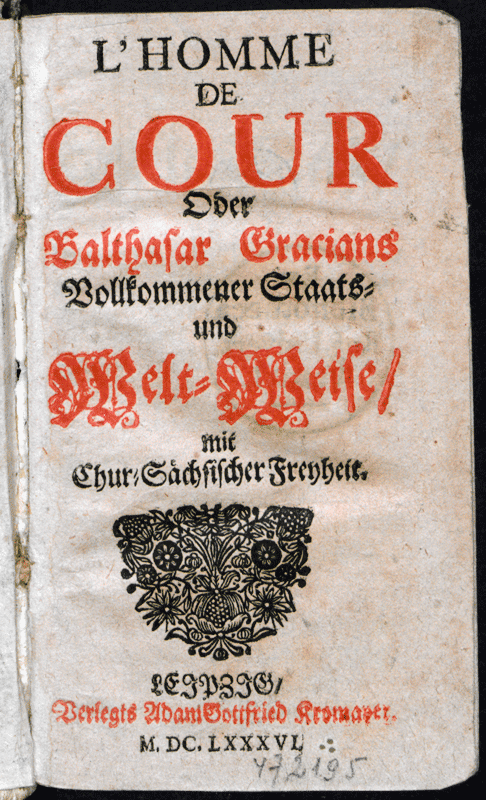 L'HOMME
DE
COUR
Oder
Balthasar Gracians
Vollkommener Staats-
und
Welt-Weise/
mit
Chur-Sächsischer Freyheit.
LEIPZIG/
Verlegts Adam Gottfried Kromayer.
M. DC. LXXXVI.
472195